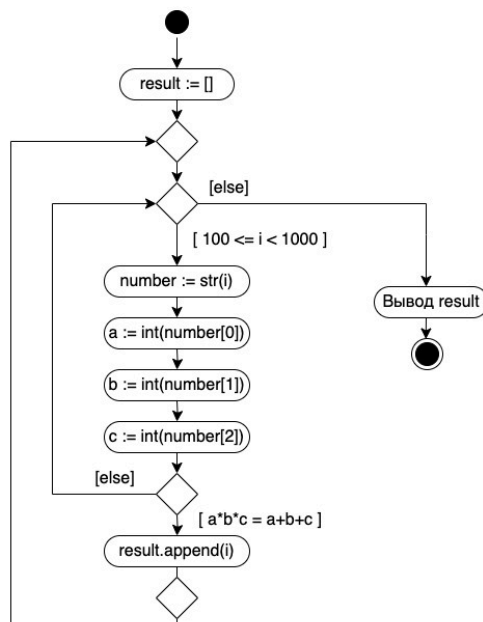 result := []
[else]
[ 100 <= i < 1000 ]
number := str(i)
Вывод result
a := int(number[0])
b := int(number[1])
c := int(number[2])
[else]
[ a*b*c = a+b+c ]
result.append(i)